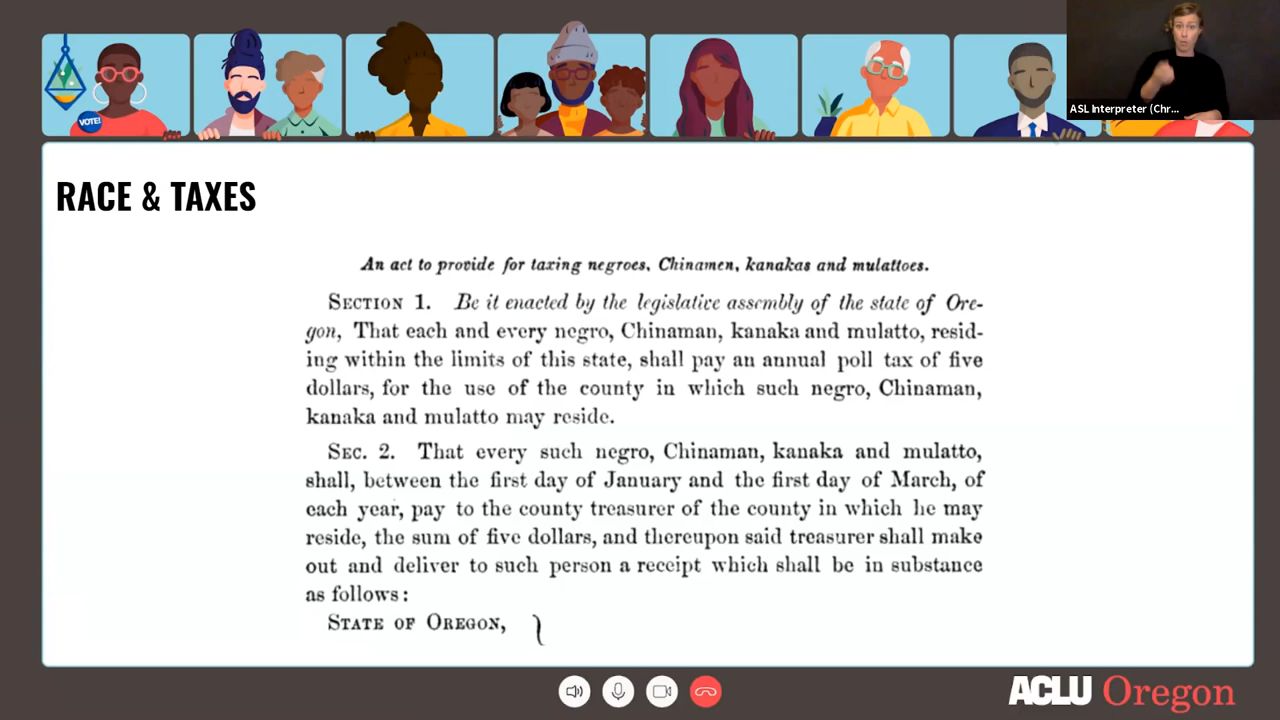 VOTE!
ASL Interpreter (Chr...
RACE & TAXES
An act to provide for taxing negroes, Chinamen, kanakas and mulattoes.
SECTION 1. Be it enacted by the legislative assembly of the state of Ore-
gon, That each and every negro, Chinaman, kanaka and mulatto, resid-
ing within the limits of this state, shall pay an annual poll tax of five
dollars, for the use of the county in which such negro, Chinaman,
kanaka and mulatto may reside.
SEC. 2. That every such negro, Chinaman, kanaka and mulatto,
shall, between the first day of January and the first day of March, of
each year, pay to the county treasurer of the county in which he may
reside, the sum of five dollars, and thereupon said treasurer shall make
out and deliver to such person a receipt which shall be in substance
as follows:
STATE OF OREGON, }
ACLU Oregon